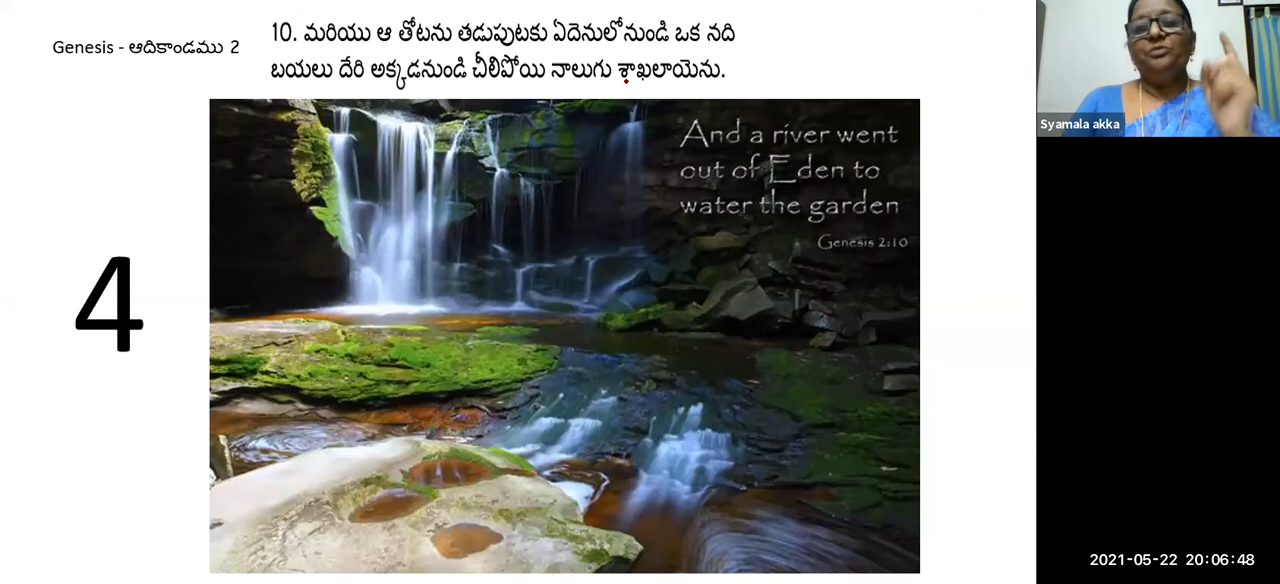 Genesis - ఆదికాండము 2
10. మరియు ఆ తోటను తడుపుటకు ఏదెనులోనుండి ఒక నది
బయలు దేరి అక్కడనుండి చీలిపోయి నాలుగు శాఖలాయెను.
4
And a river went
out of Eden to
water the garden
Genesis 2:10
Syamala akka
2021-05-22 20:06:48